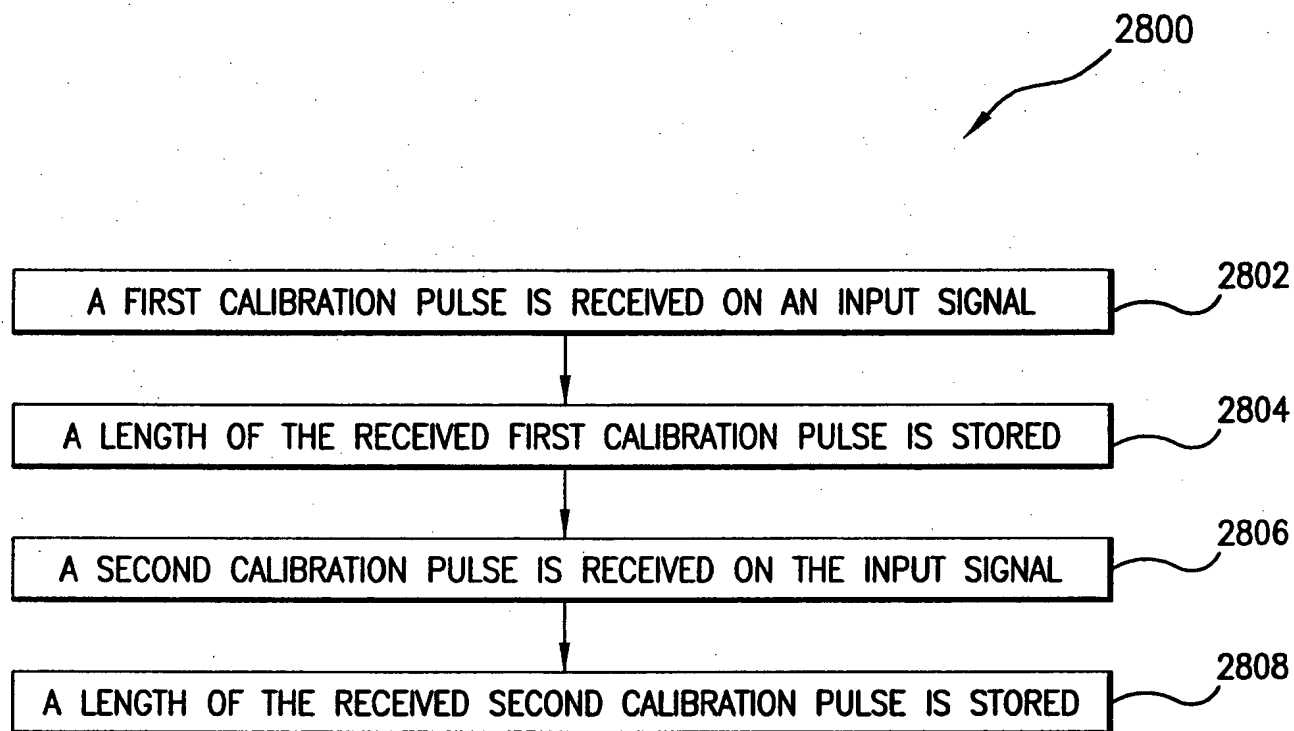 2800
A FIRST CALIBRATION PULSE IS RECEIVED ON AN INPUT SIGNAL
2802
A LENGTH OF THE RECEIVED FIRST CALIBRATION PULSE IS STORED
2804
A SECOND CALIBRATION PULSE IS RECEIVED ON THE INPUT SIGNAL
2806
A LENGTH OF THE RECEIVED SECOND CALIBRATION PULSE IS STORED
2808